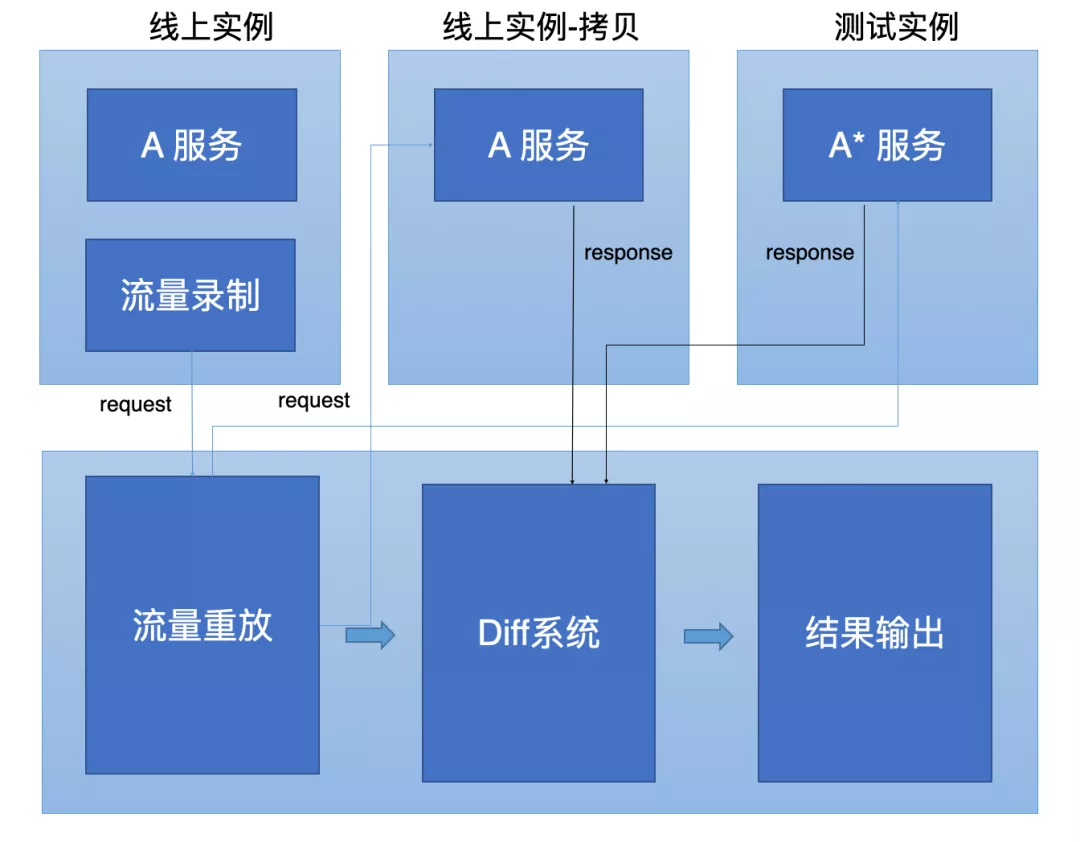 线上实例
线上实例-拷贝
测试实例
A 服务
A 服务
A* 服务
流量录制
response
response
request
request
流量重放
Diff系统
结果输出